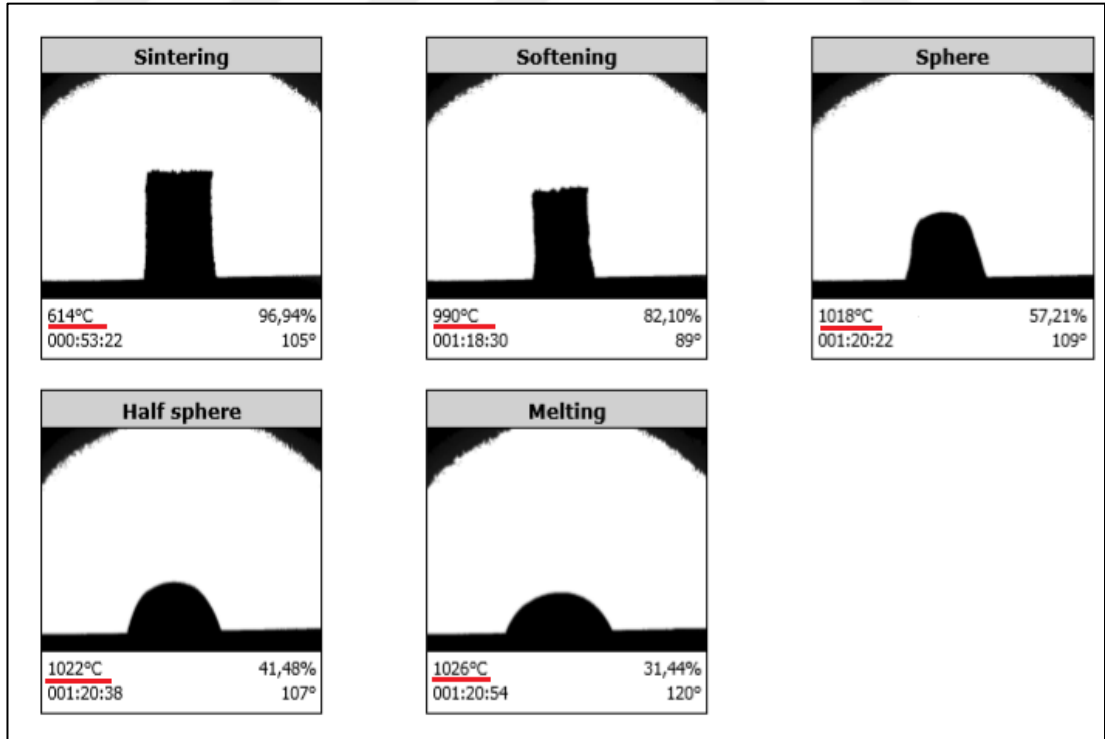 Sintering
614°C 96,94%
000:53:22 105°
Softening
990°C 82,10%
001:18:30 89°
Sphere
1018°C 57,21%
001:20:22 109°
Half sphere
1022°C 41,48%
001:20:38 107°
Melting
1026°C 31,44%
001:20:54 120°